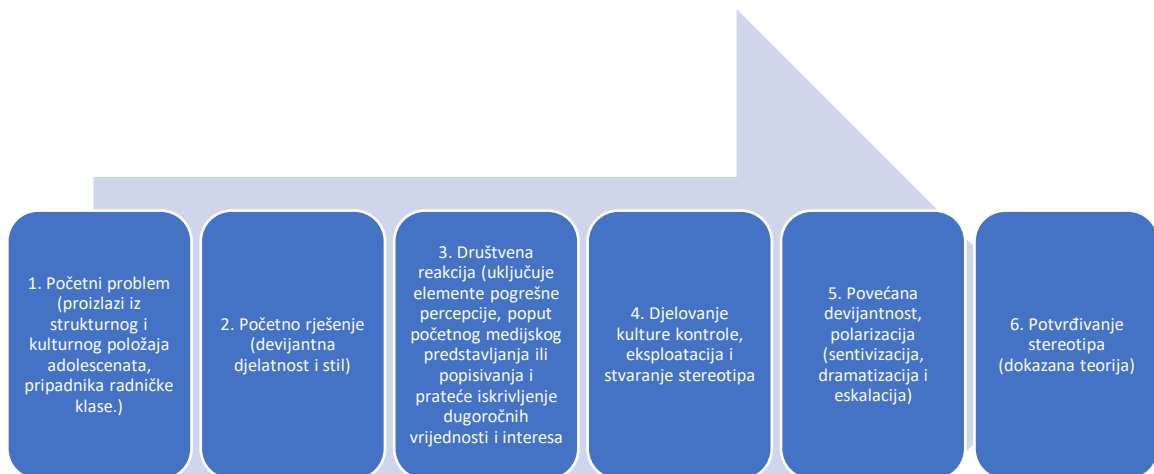 1. Početni problem
(proizlazi iz
strukturnog i
kulturnog položaja
adolescenata,
pripadnika radničke
klase.)
2. Početno rješenje
(devijantna
djelatnost i stil)
3. Društvena
reakcija (uključuje
elemente pogrešne
percepcije, poput
početnog medijskog
predstavljanja ili
popisivanja i
prateće iskrivljenje
dugoročnih
vrijednosti i interesa
4. Djelovanje
kulture kontrole,
eksploatacija i
stvaranje stereotipa
5. Povećana
devijantnost,
polarizacija
(sentivizacija,
dramatizacija i
eskalacija)
6. Potvrđivanje
stereotipa
(dokazana teorija)